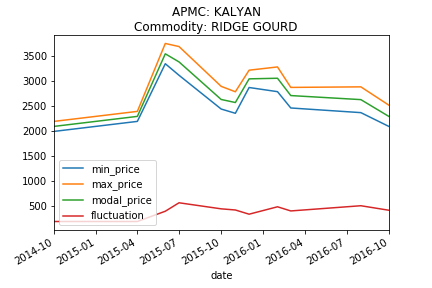 APMC: KALYAN
Commodity: RIDGE GOURD
3500
3000
2500
2000
1500
1000
500
min_price
max_price
modal_price
fluctuation
2014-10
2015-01
2015-04
2015-07
2015-10
2016-01
2016-04
2016-07
2016-10
date